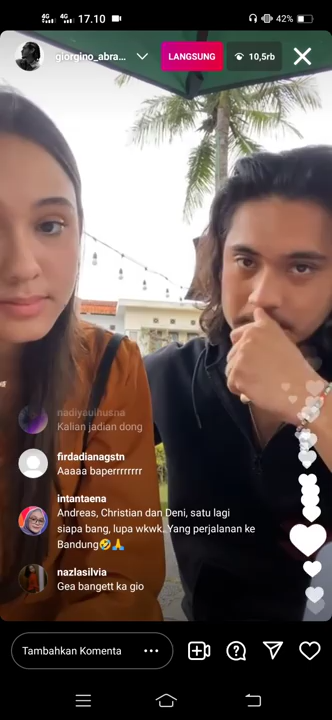 4G 4G 17.10 42%
giorgino_abra... LANGSUNG 10,5rb
nadiyaulhusna
Kalian jadian dong
firdadianagstn
Aaaaa baperrrrrrrr
intantaena
Andreas, Christian dan Deni, satu lagi
siapa bang, lupa wkwk. Yang perjalanan ke
Bandung🤣🙏
nazlasilvia
Gea bangett ka gio
Tambahkan Komenta